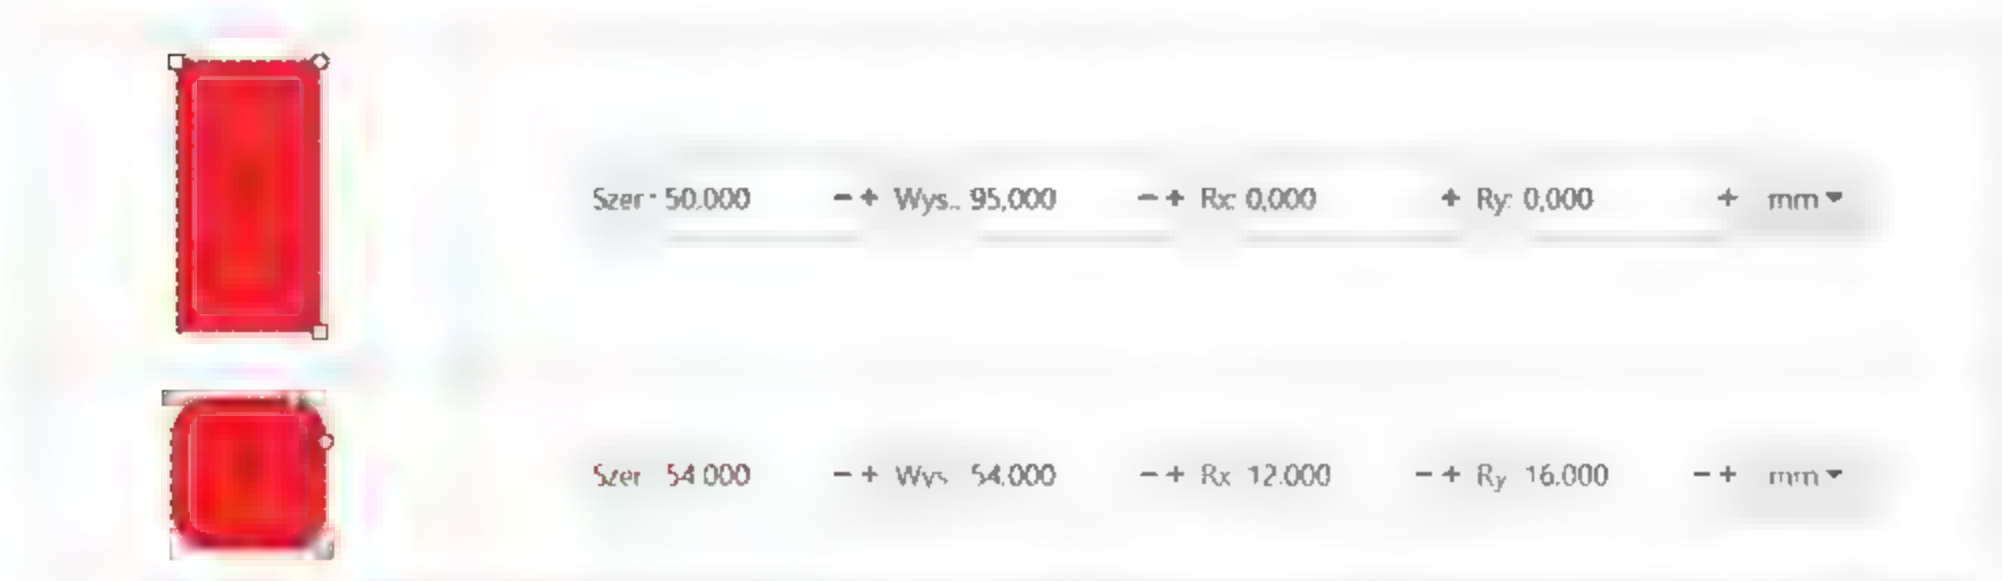 Szer.: 50,000 − + Wys.: 95,000 − + Rx: 0,000 + Ry: 0,000 + mm
Szer.: 54,000 − + Wys.: 54,000 − + Rx: 12,000 − + Ry: 16,000 − + mm